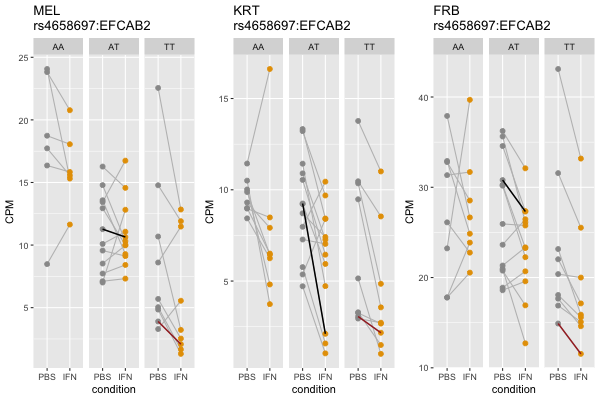 MEL
rs4658697:EFCAB2
KRT
rs4658697:EFCAB2
FRB
rs4658697:EFCAB2
AA AT TT
AA AT TT
AA AT TT
CPM
25
20
15
10
5
CPM
15
10
5
CPM
40
30
20
10
PBS IFN PBS IFN PBS IFN
condition
PBS IFN PBS IFN PBS IFN
condition
PBS IFN PBS IFN PBS IFN
condition